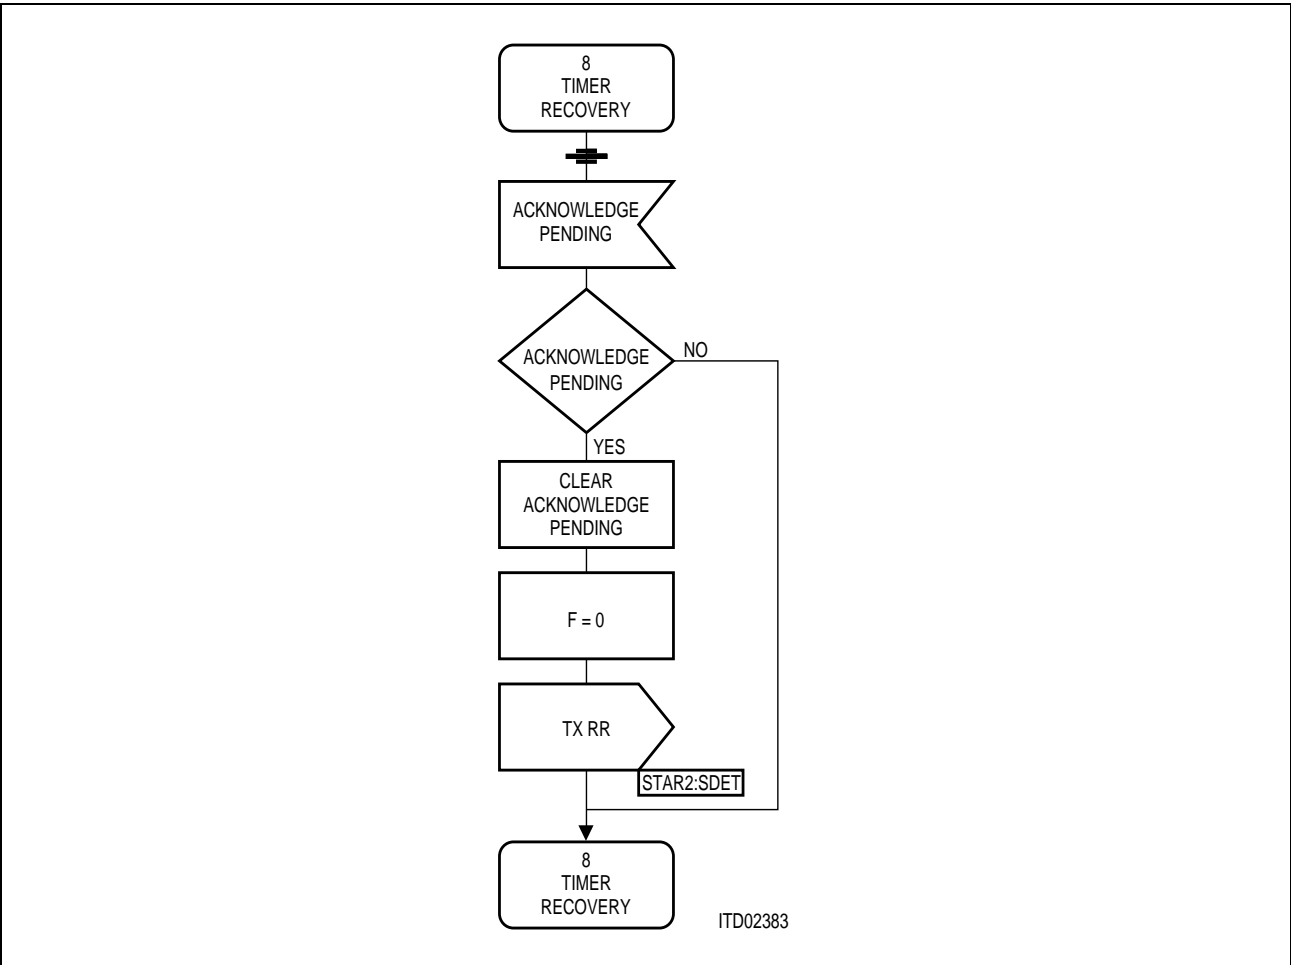 8
TIMER
RECOVERY
ACKNOWLEDGE
PENDING
ACKNOWLEDGE
PENDING
NO
YES
CLEAR
ACKNOWLEDGE
PENDING
F = 0
TX RR
STAR2:SDET
8
TIMER
RECOVERY
ITD02383